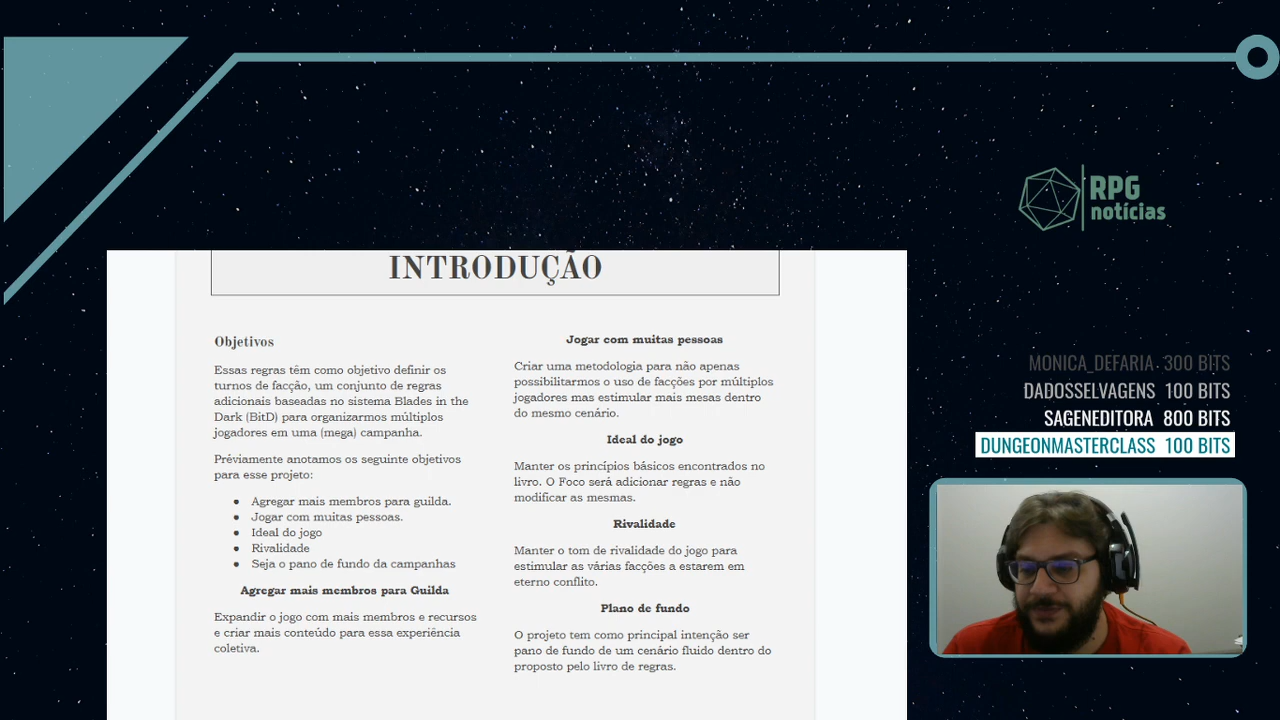 INTRODUÇÃO
Objetivos
Essas regras têm como objetivo definir os
turnos de facção, um conjunto de regras
adicionais baseadas no sistema Blades in the
Dark (BitD) para organizarmos múltiplos
jogadores em uma (mega) campanha.
Préviamente anotamos os seguinte objetivos
para esse projeto:
● Agregar mais membros para guilda.
● Jogar com muitas pessoas.
● Ideal do jogo
● Rivalidade
● Seja o pano de fundo da campanhas
Agregar mais membros para Guilda
Expandir o jogo com mais membros e recursos
e criar mais conteúdo para essa experiência
coletiva.
Jogar com muitas pessoas
Criar uma metodologia para não apenas
possibilitarmos o uso de facções por múltiplos
jogadores mas estimular mais mesas dentro
do mesmo cenário.
Ideal do jogo
Manter os princípios básicos encontrados no
livro. O Foco será adicionar regras e não
modificar as mesmas.
Rivalidade
Manter o tom de rivalidade do jogo para
estimular as várias facções a estarem em
eterno conflito.
Plano de fundo
O projeto tem como principal intenção ser
pano de fundo de um cenário fluido dentro do
proposto pelo livro de regras.
RPG
notícias
MONICA_DEFARIA 300 BITS
DADOSSELVAGENS 100 BITS
SAGENEDITORA 800 BITS
DUNGEONMASTERCLASS 100 BITS